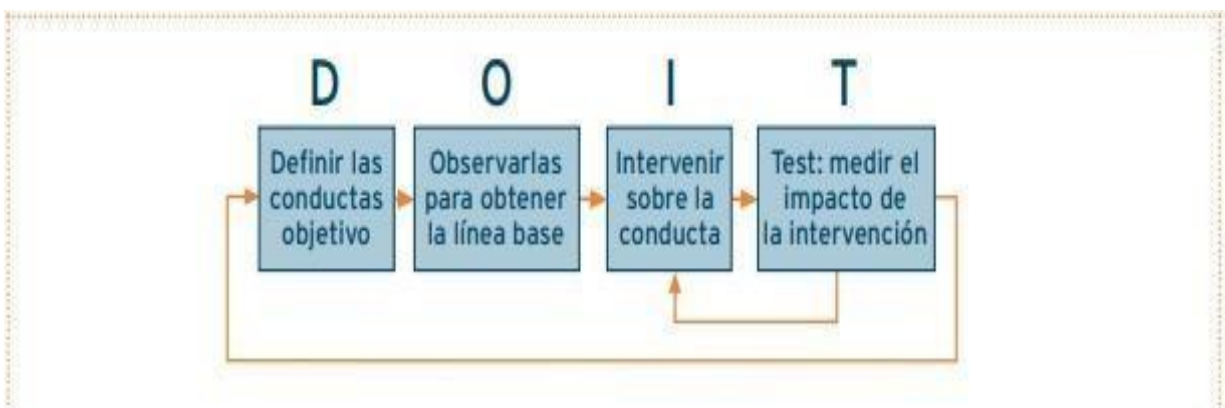 D O I T
Definir las
conductas
objetivo
Observarlas
para obtener
la línea base
Intervenir
sobre la
conducta
Test: medir el
impacto de
la intervención